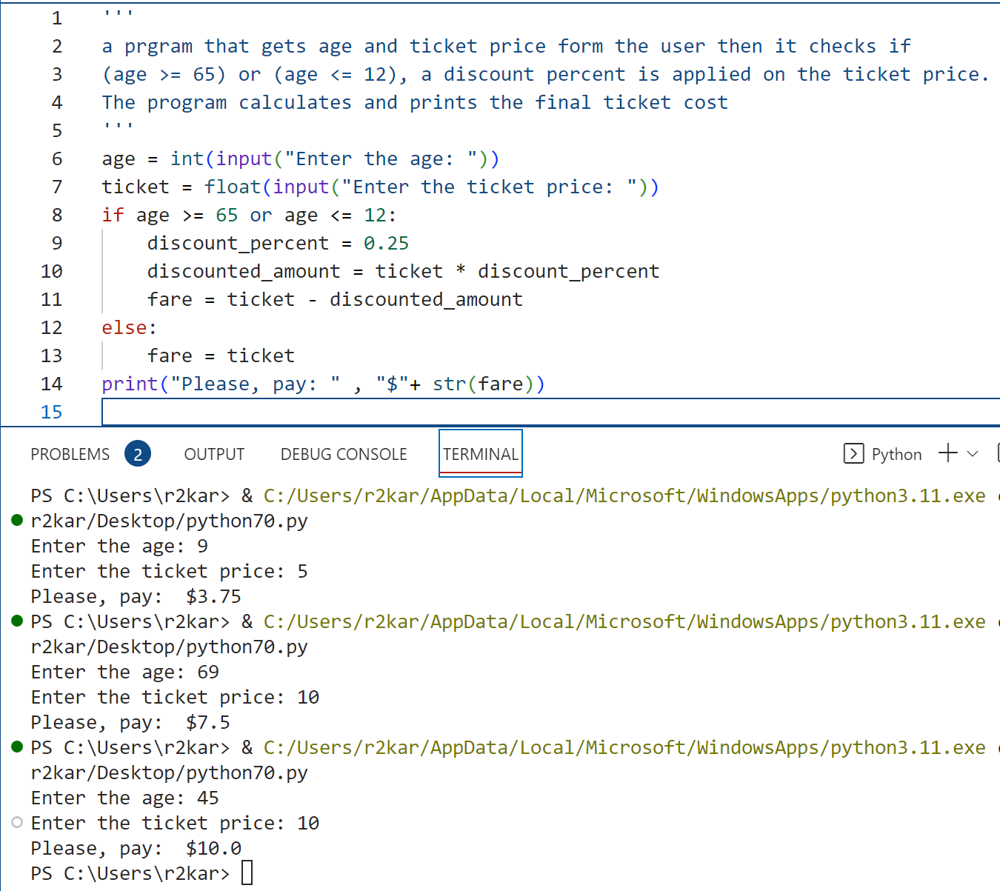 1 '''
2 a prgram that gets age and ticket price form the user then it checks if
3 (age >= 65) or (age <= 12), a discount percent is applied on the ticket price.
4 The program calculates and prints the final ticket cost
5 '''
6 age = int(input("Enter the age: "))
7 ticket = float(input("Enter the ticket price: "))
8 if age >= 65 or age <= 12:
9     discount_percent = 0.25
10     discounted_amount = ticket * discount_percent
11     fare = ticket - discounted_amount
12 else:
13     fare = ticket
14 print("Please, pay: " , "$"+ str(fare))
15
PROBLEMS 2 OUTPUT DEBUG CONSOLE TERMINAL Python
PS C:\Users\r2kar> & C:/Users/r2kar/AppData/Local/Microsoft/WindowsApps/python3.11.exe
r2kar/Desktop/python70.py
Enter the age: 9
Enter the ticket price: 5
Please, pay:  $3.75
PS C:\Users\r2kar> & C:/Users/r2kar/AppData/Local/Microsoft/WindowsApps/python3.11.exe
r2kar/Desktop/python70.py
Enter the age: 69
Enter the ticket price: 10
Please, pay:  $7.5
PS C:\Users\r2kar> & C:/Users/r2kar/AppData/Local/Microsoft/WindowsApps/python3.11.exe
r2kar/Desktop/python70.py
Enter the age: 45
Enter the ticket price: 10
Please, pay:  $10.0
PS C:\Users\r2kar>